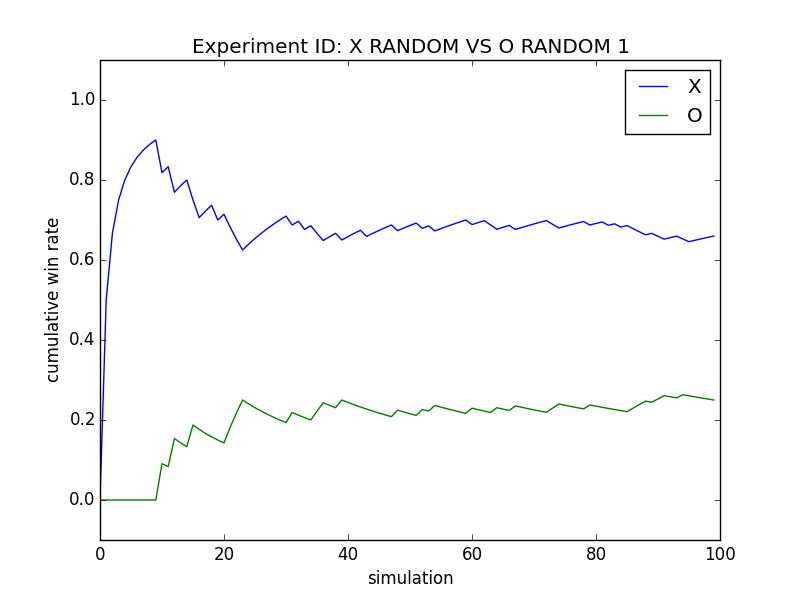 Experiment ID: X RANDOM VS O RANDOM 1
X
O
1.0
0.8
0.6
0.4
0.2
0.0
cumulative win rate
0 20 40 60 80 100
simulation